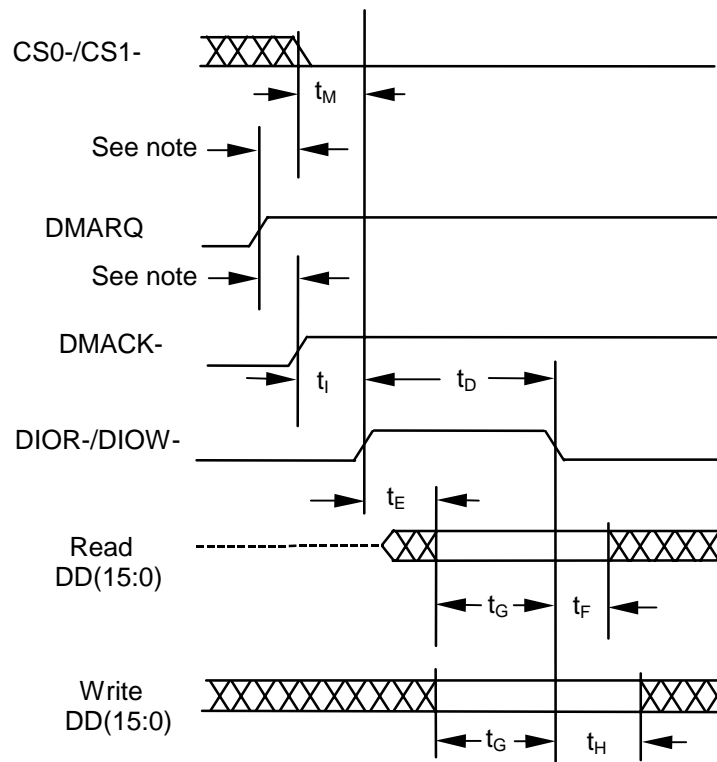 CS0-/CS1-
tM
See note
DMARQ
See note
DMACK-
tI
tD
DIOR-/DIOW-
tE
Read
DD(15:0)
tG
tF
Write
DD(15:0)
tG
tH